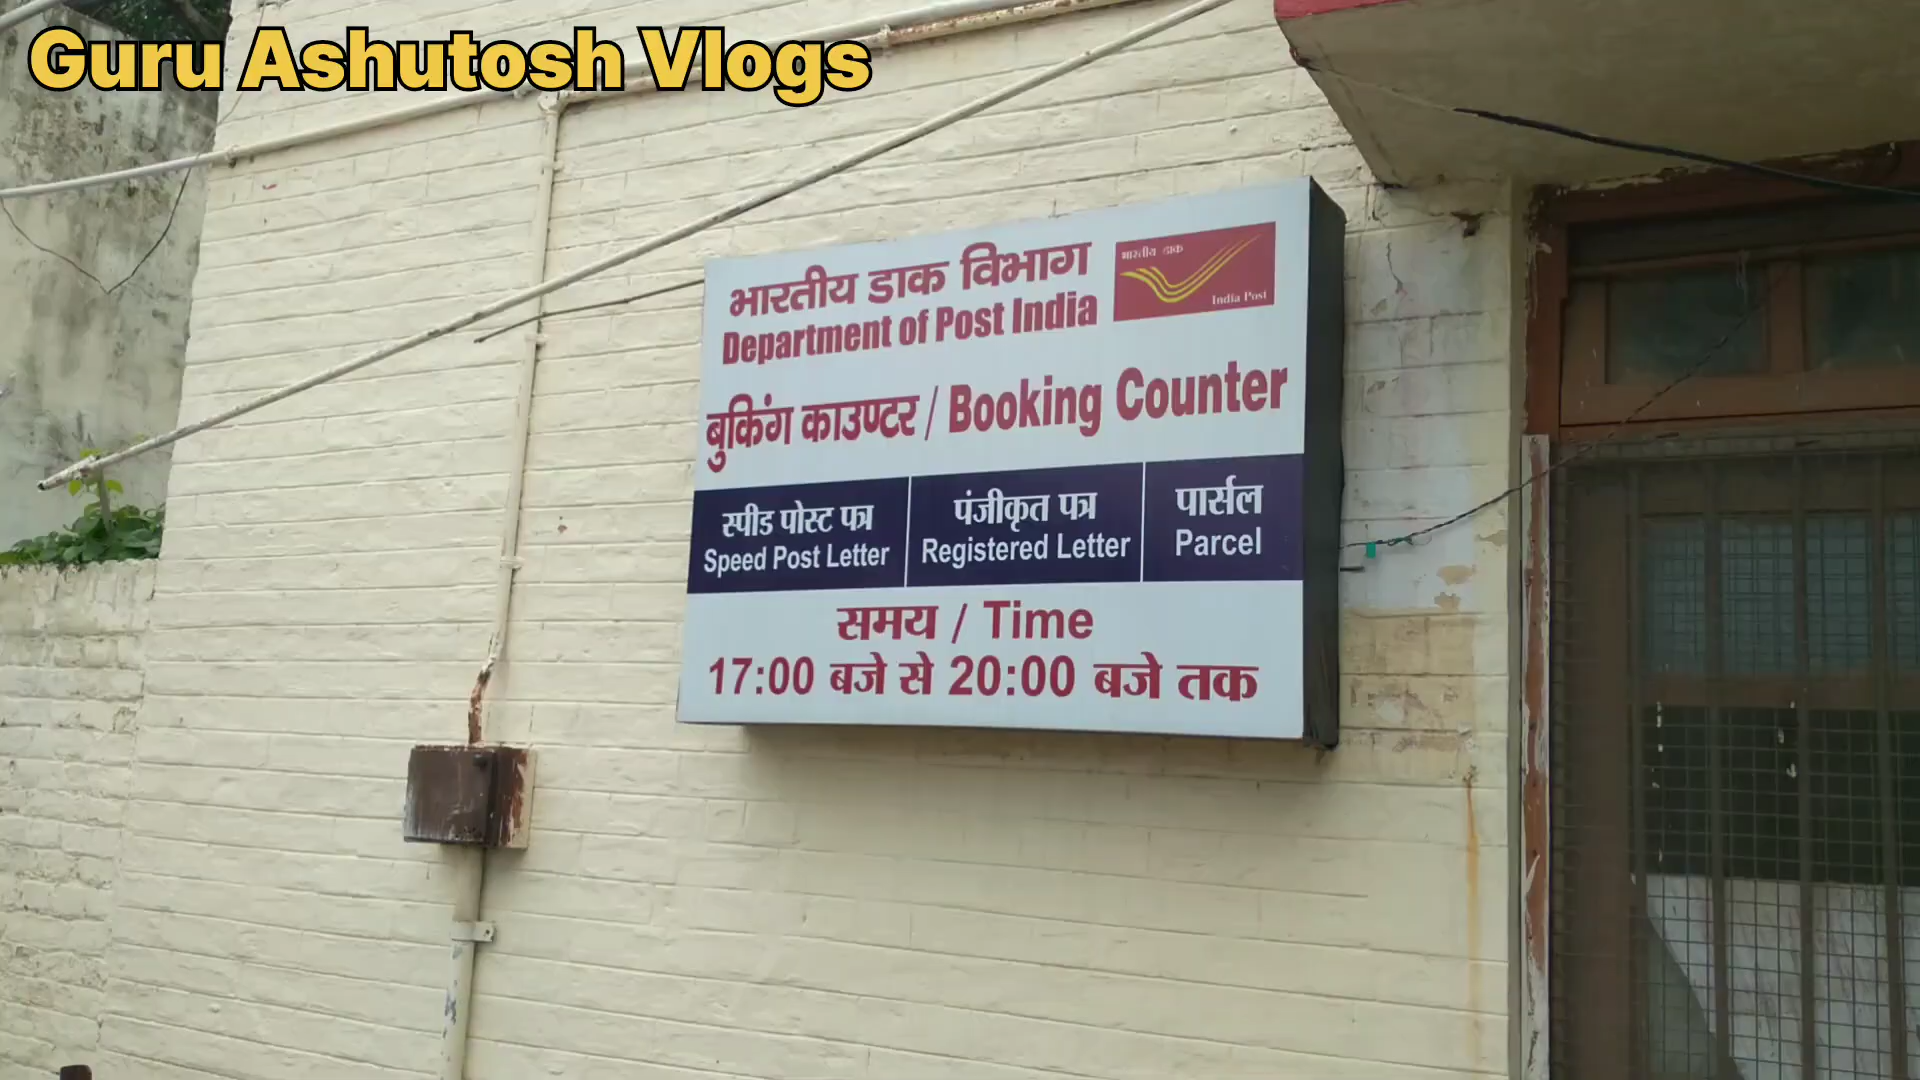 Guru Ashutosh Vlogs
भारतीय डाक विभाग
Department of Post India
भारतीय डाक
India Post
बुकिंग काउण्टर / Booking Counter
स्पीड पोस्ट पत्र
Speed Post Letter
पंजीकृत पत्र
Registered Letter
पार्सल
Parcel
समय / Time
17:00 बजे से 20:00 बजे तक